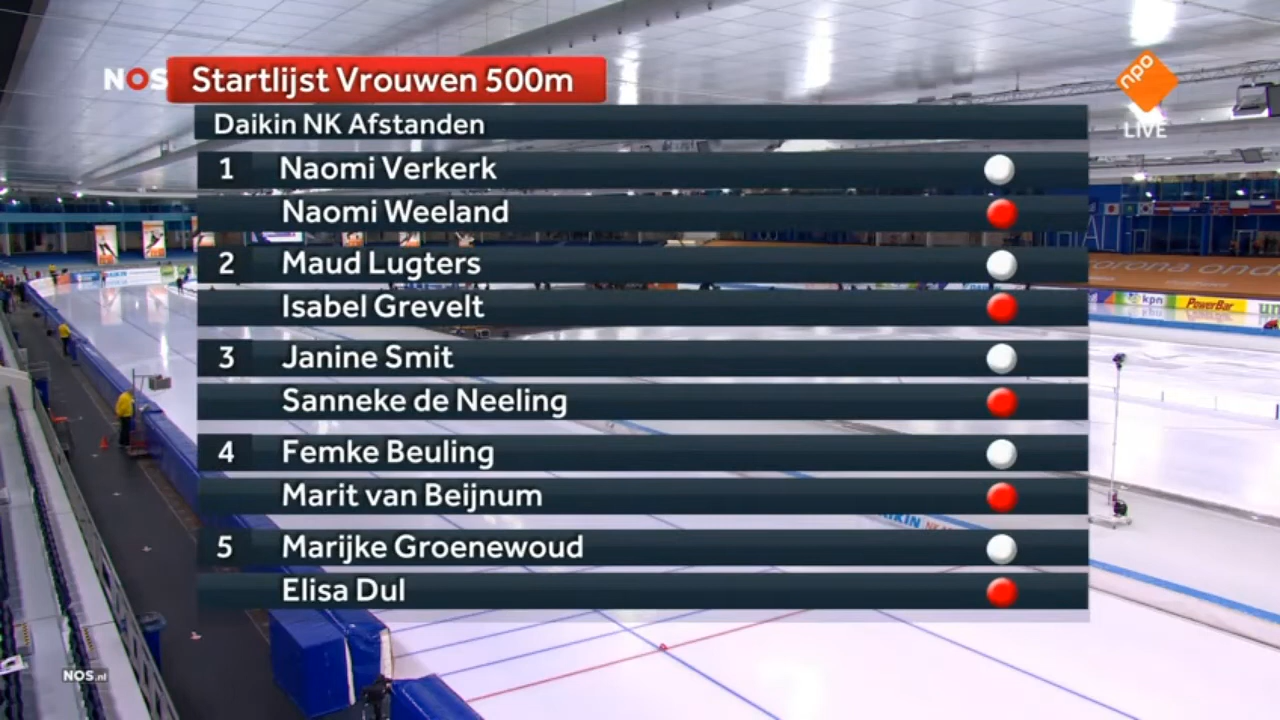 NOS Startlijst Vrouwen 500m
npo
LIVE
Daikin NK Afstanden
1 Naomi Verkerk
Naomi Weeland
2 Maud Lugters
Isabel Grevelt
3 Janine Smit
Sanneke de Neeling
4 Femke Beuling
Marit van Beijnum
5 Marijke Groenewoud
Elisa Dul
corona ond
kpn
PowerBar
NOS.nl